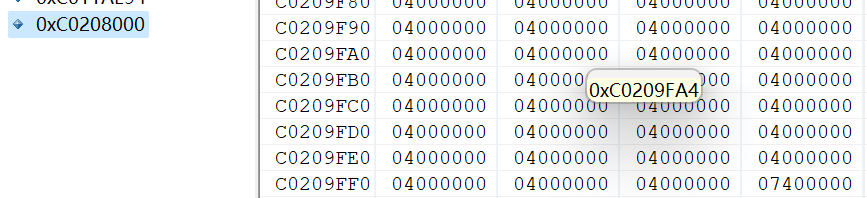 0xC0208000
C0209F80 04000000 04000000 04000000 04000000
C0209F90 04000000 04000000 04000000 04000000
C0209FA0 04000000 04000000 04000000 04000000
C0209FB0 04000000 04000000
0xC0209FA4
C0209FC0 04000000 04000000 04000000 04000000
C0209FD0 04000000 04000000 04000000 04000000
C0209FE0 04000000 04000000 04000000 04000000
C0209FF0 04000000 04000000 04000000 07400000